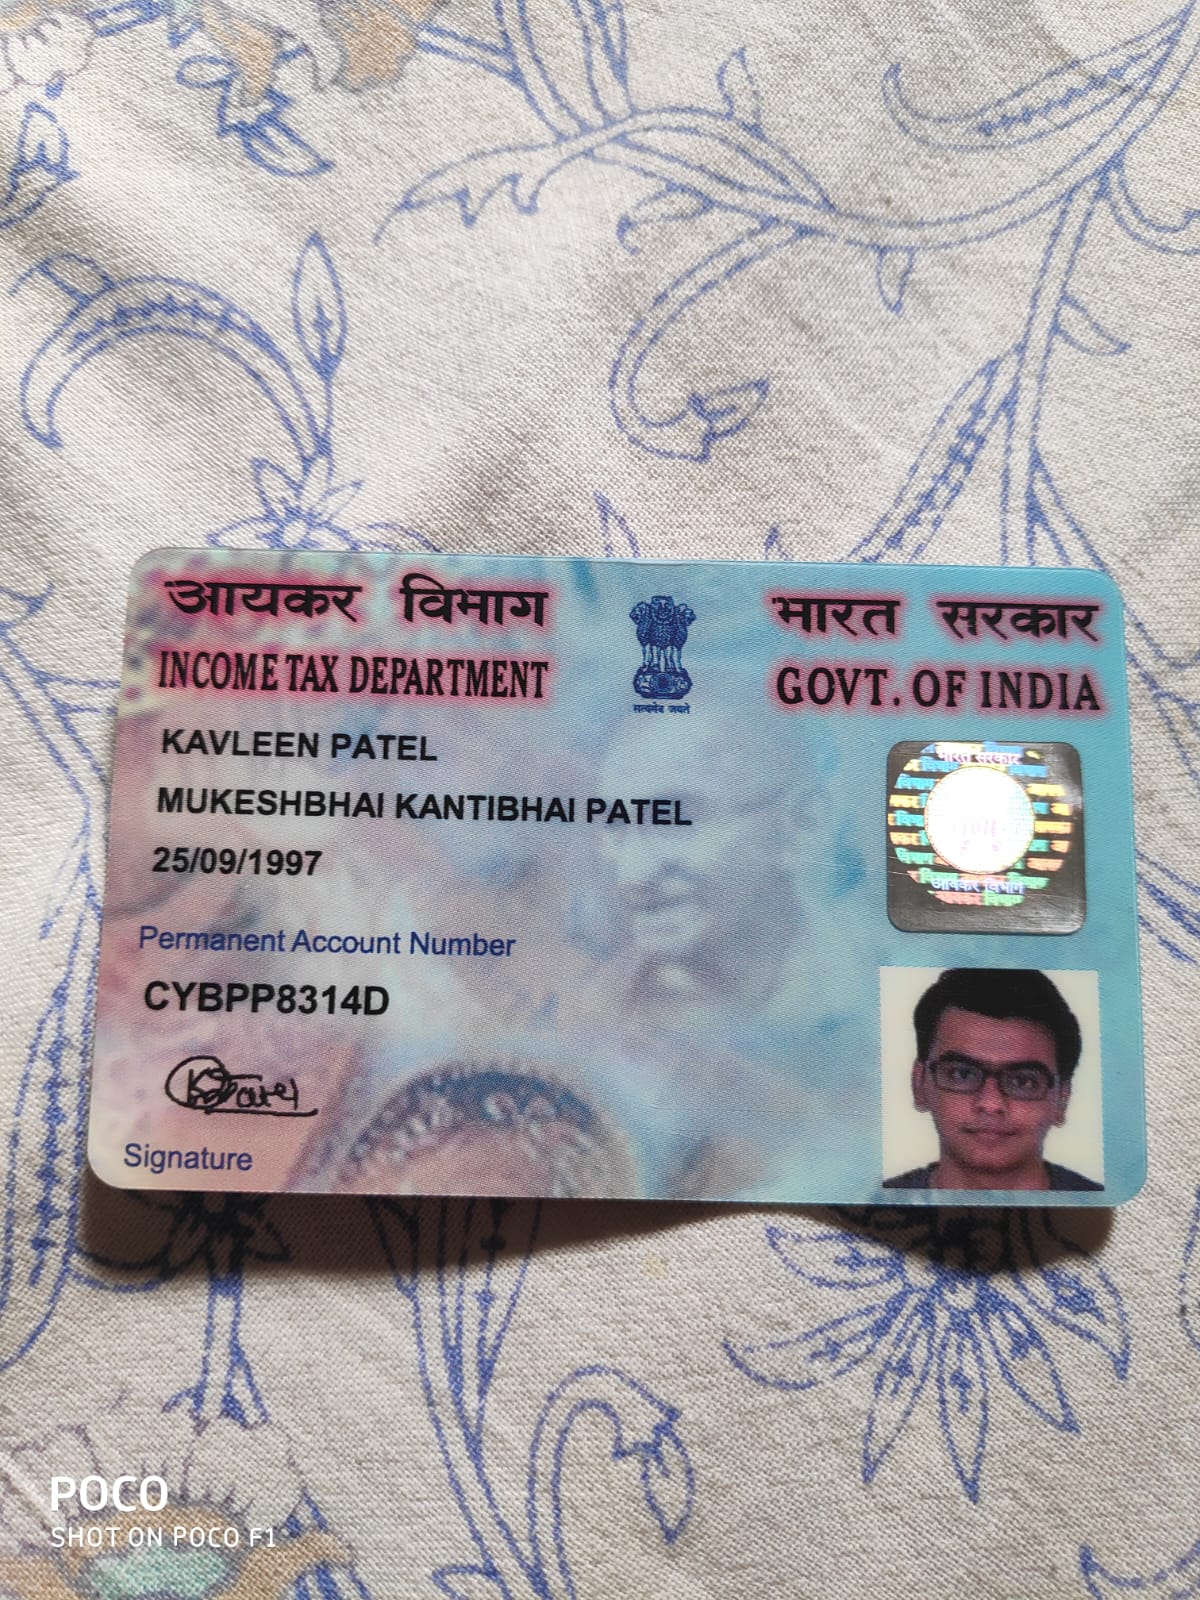 आयकर विभाग
INCOME TAX DEPARTMENT
भारत सरकार
GOVT. OF INDIA
सत्यमेव जयते
KAVLEEN PATEL
MUKESHBHAI KANTIBHAI PATEL
25/09/1997
Permanent Account Number
CYBPP8314D
Signature
भारत सरकार
आयकर विभाग
POCO
SHOT ON POCO F1